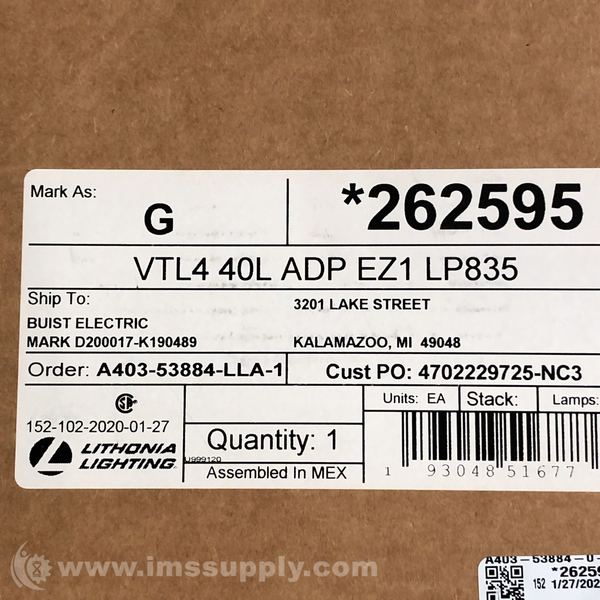 Mark As:
G
*262595
VTL4 40L ADP EZ1 LP835
Ship To:
3201 LAKE STREET
BUIST ELECTRIC
MARK D200017-K190489
KALAMAZOO, MI 49048
Order: A403-53884-LLA-1
Cust PO: 4702229725-NC3
Units: EA
Stack:
Lamps:
152-102-2020-01-27
LITHONIA
LIGHTING
U999120
Quantity: 1
Assembled In MEX
1 93048 51677
A403-53884-0-
*26259
152 1/27/202
www.imssupply.com